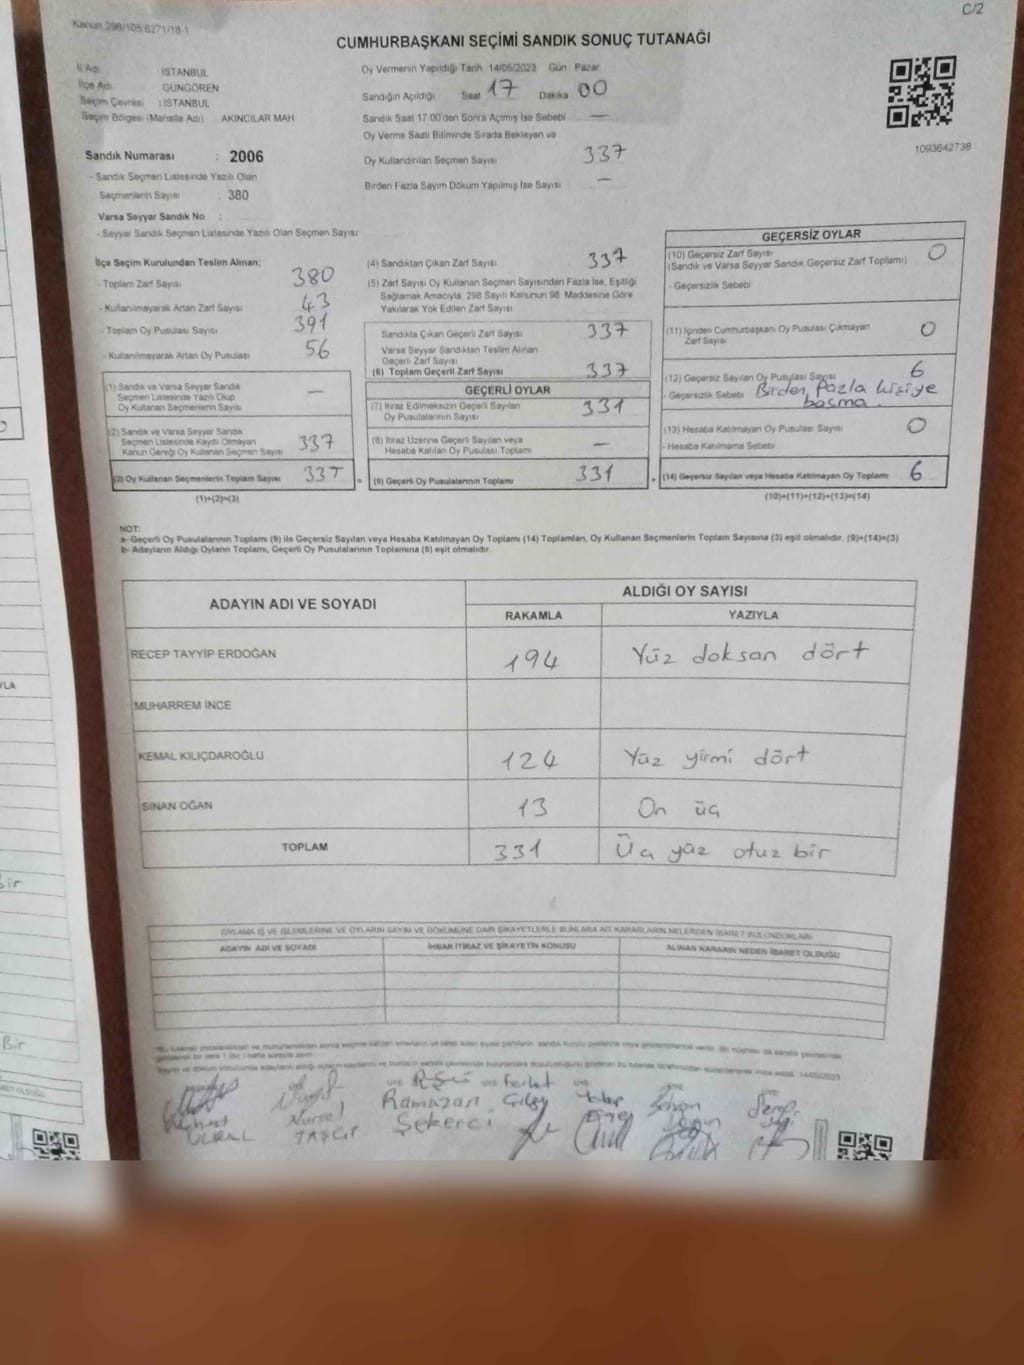 Kanun 298/105 6271/18-1
C/2
CUMHURBAŞKANI SEÇİMİ SANDIK SONUÇ TUTANAĞI
İl Adı İSTANBUL
İlçe Adı GÜNGÖREN
Seçim Çevresi : İSTANBUL
Seçim Bölgesi (Mahalle Adı) AKINCILAR MAH
Sandık Numarası : 2006
- Sandık Seçmen Listesinde Yazılı Olan
Seçmenlerin Sayısı : 380
Varsa Seyyar Sandık No :
- Seyyar Sandık Seçmen Listesinde Yazılı Olan Seçmen Sayısı
Oy Vermenin Yapıldığı Tarih 14/05/2023 Gün : Pazar
Sandığın Açıldığı Saat 17 Dakika 00
Sandık Saat 17.00'den Sonra Açılmış İse Sebebi —
Oy Verme Saati Bitiminde Sırada Bekleyen ve
Oy Kullandırılan Seçmen Sayısı 337
Birden Fazla Sayım Döküm Yapılmış İse Sayısı —
1093642738
İlçe Seçim Kurulundan Teslim Alınan;
- Toplam Zarf Sayısı 380
- Kullanılmayarak Artan Zarf Sayısı 43
- Toplam Oy Pusulası Sayısı 391
- Kullanılmayarak Artan Oy Pusulası 56
(1) Sandık ve Varsa Seyyar Sandık
Seçmen Listesinde Yazılı Olup
Oy Kullanan Seçmenlerin Sayısı —
(2) Sandık ve Varsa Seyyar Sandık
Seçmen Listesinde Kayıtlı Olmayan
Kanun Gereği Oy Kullanan Seçmen Sayısı 337
(3) Oy Kullanan Seçmenlerin Toplam Sayısı 337
(1)+(2)=(3)
(4) Sandıktan Çıkan Zarf Sayısı 337
(5) Zarf Sayısı Oy Kullanan Seçmen Sayısından Fazla İse, Eşitliği
Sağlamak Amacıyla, 298 Sayılı Kanunun 98. Maddesine Göre
Yakılarak Yok Edilen Zarf Sayısı
Sandıkta Çıkan Geçerli Zarf Sayısı 337
Varsa Seyyar Sandıktan Teslim Alınan
Geçerli Zarf Sayısı
(6) Toplam Geçerli Zarf Sayısı 337
GEÇERLİ OYLAR
(7) İtiraz Edilmeksizin Geçerli Sayılan
Oy Pusulalarının Sayısı 331
(8) İtiraz Üzerine Geçerli Sayılan veya
Hesaba Katılan Oy Pusulası Toplamı —
(9) Geçerli Oy Pusulalarının Toplamı 331
GEÇERSİZ OYLAR
(10) Geçersiz Zarf Sayısı 0
(Sandık ve Varsa Seyyar Sandık Geçersiz Zarf Toplamı)
- Geçersizlik Sebebi
(11) İçinden Cumhurbaşkanı Oy Pusulası Çıkmayan
Zarf Sayısı 0
(12) Geçersiz Sayılan Oy Pusulası Sayısı 6
- Geçersizlik Sebebi Birden fazla kişiye
basma.
(13) Hesaba Katılmayan Oy Pusulası Sayısı 0
- Hesaba Katılmama Sebebi
(14) Geçersiz Sayılan veya Hesaba Katılmayan Oy Toplamı 6
(10)+(11)+(12)+(13)=(14)
NOT:
a- Geçerli Oy Pusulalarının Toplamı (9) ile Geçersiz Sayılan veya Hesaba Katılmayan Oy Toplamı (14) Toplamları, Oy Kullanan Seçmenlerin Toplam Sayısına (3) eşit olmalıdır. (9)+(14)=(3)
b- Adayların Aldığı Oyların Toplamı, Geçerli Oy Pusulalarının Toplamına (9) eşit olmalıdır.
ADAYIN ADI VE SOYADI ALDIĞI OY SAYISI
RAKAMLA YAZIYLA
RECEP TAYYİP ERDOĞAN 194 Yüz doksan dört
MUHARREM İNCE
KEMAL KILIÇDAROĞLU 124 Yüz yirmi dört
SİNAN OĞAN 13 On üç
TOPLAM 331 Üç yüz otuz bir
OYLAMA İŞ VE İŞLEMLERİNE VE OYLARIN SAYIM VE DÖKÜMÜNE DAİR ŞİKAYETLERLE BUNLARA AİT KARARLARIN NELERDEN İBARET BULUNDUKLARI
ADAYIN ADI VE SOYADI İHBAR İTİRAZ VE ŞİKAYETİN KONUSU ALINAN KARARIN NEDEN İBARET OLDUĞU
Ramazan
Şekerci